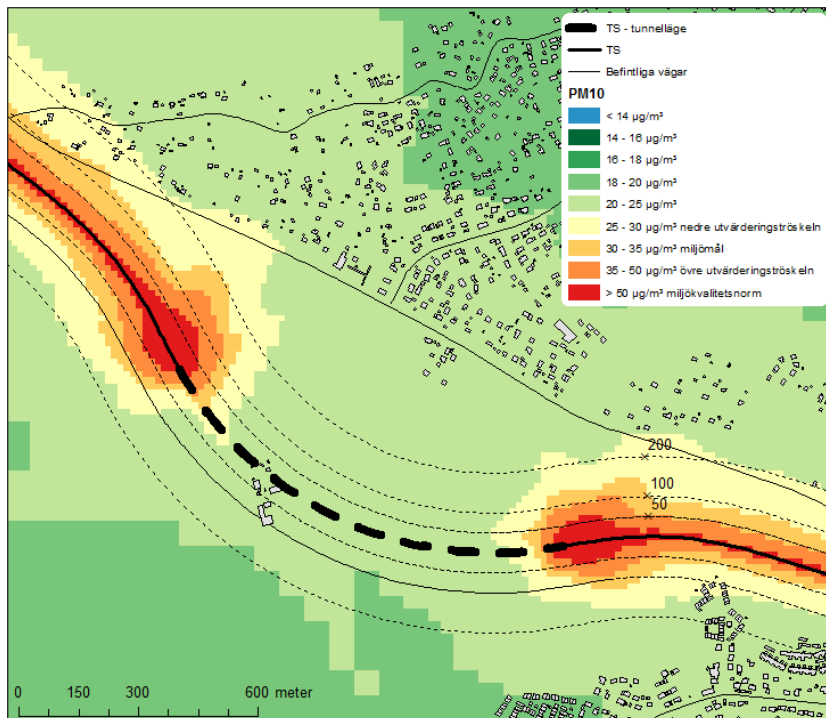 TS - tunnelläge
TS
Befintliga vägar
PM10
< 14 µg/m³
14 - 16 µg/m³
16 - 18 µg/m³
18 - 20 µg/m³
20 - 25 µg/m³
25 - 30 µg/m³ nedre utvärderingströskeln
30 - 35 µg/m³ miljömål
35 - 50 µg/m³ övre utvärderingströskeln
> 50 µg/m³ miljökvalitetsnorm
200
100
50
0 150 300 600 meter